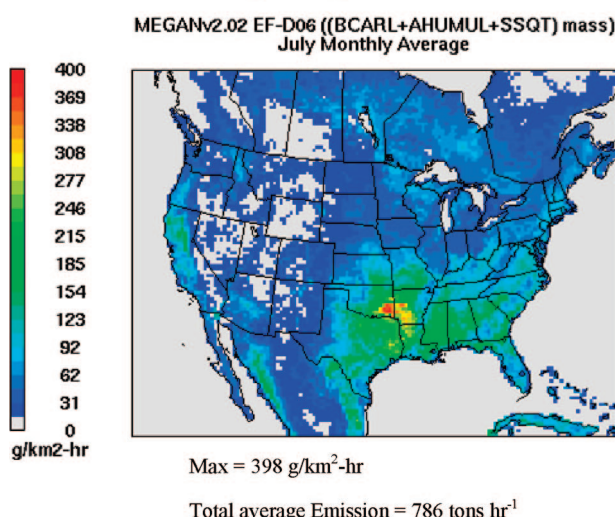 MEGANv2.02 EF-D06 ((BCARL+AHUMUL+SSQT) mass)
July Monthly Average
400
369
338
308
277
246
215
185
154
123
92
62
31
0
g/km2-hr
Max = 398 g/km²-hr
Total average Emission = 786 tons hr⁻¹